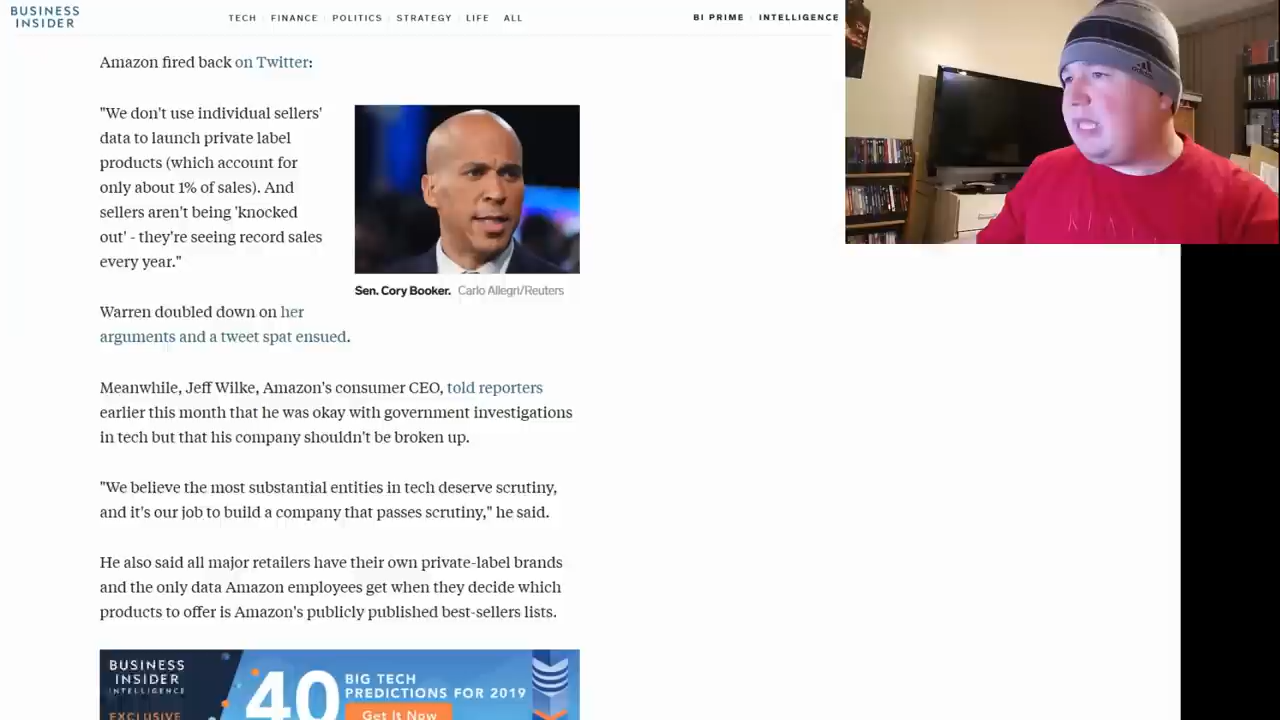 BUSINESS
INSIDER
TECH FINANCE POLITICS STRATEGY LIFE ALL
BI PRIME INTELLIGENCE
Amazon fired back on Twitter:
"We don't use individual sellers'
data to launch private label
products (which account for
only about 1% of sales). And
sellers aren't being 'knocked
out' - they're seeing record sales
every year."
Sen. Cory Booker. Carlo Allegri/Reuters
Warren doubled down on her
arguments and a tweet spat ensued.
Meanwhile, Jeff Wilke, Amazon's consumer CEO, told reporters
earlier this month that he was okay with government investigations
in tech but that his company shouldn't be broken up.
"We believe the most substantial entities in tech deserve scrutiny,
and it's our job to build a company that passes scrutiny," he said.
He also said all major retailers have their own private-label brands
and the only data Amazon employees get when they decide which
products to offer is Amazon's publicly published best-sellers lists.
BUSINESS
INSIDER
INTELLIGENCE
EXCLUSIVE
40
BIG TECH
PREDICTIONS FOR 2019
Get It Now